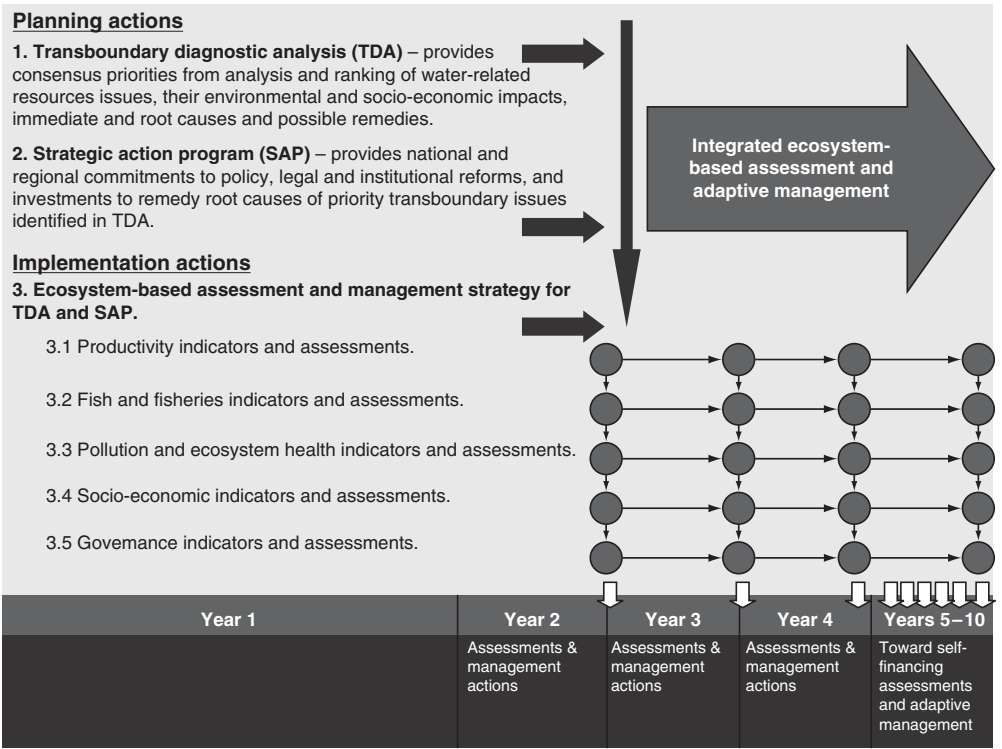 Planning actions
1. Transboundary diagnostic analysis (TDA) – provides
consensus priorities from analysis and ranking of water-related
resources issues, their environmental and socio-economic impacts,
immediate and root causes and possible remedies.
2. Strategic action program (SAP) – provides national and
regional commitments to policy, legal and institutional reforms, and
investments to remedy root causes of priority transboundary issues
identified in TDA.
Implementation actions
3. Ecosystem-based assessment and management strategy for
TDA and SAP.
3.1 Productivity indicators and assessments.
3.2 Fish and fisheries indicators and assessments.
3.3 Pollution and ecosystem health indicators and assessments.
3.4 Socio-economic indicators and assessments.
3.5 Govemance indicators and assessments.
Integrated ecosystem-
based assessment and
adaptive management
Year 1
Year 2
Assessments &
management
actions
Year 3
Assessments &
management
actions
Year 4
Assessments &
management
actions
Years 5–10
Toward self-
financing
assessments
and adaptive
management